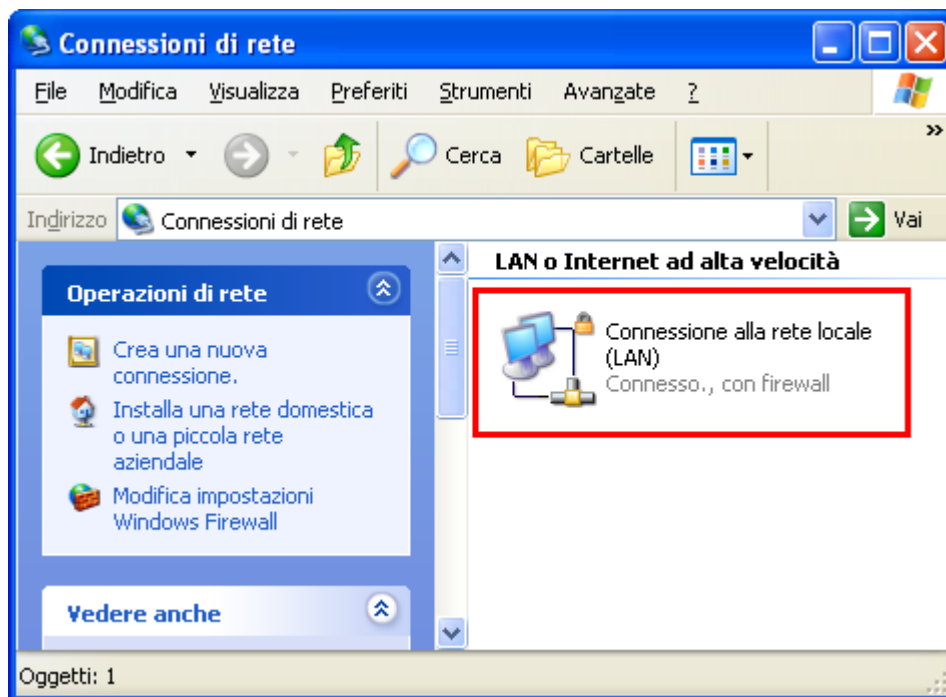 Connessioni di rete
File Modifica Visualizza Preferiti Strumenti Avanzate ?
Indietro Cerca Cartelle »
Indirizzo Connessioni di rete Vai
Operazioni di rete
Crea una nuova
connessione.
Installa una rete domestica
o una piccola rete
aziendale
Modifica impostazioni
Windows Firewall
Vedere anche
LAN o Internet ad alta velocità
Connessione alla rete locale
(LAN)
Connesso., con firewall
Oggetti: 1